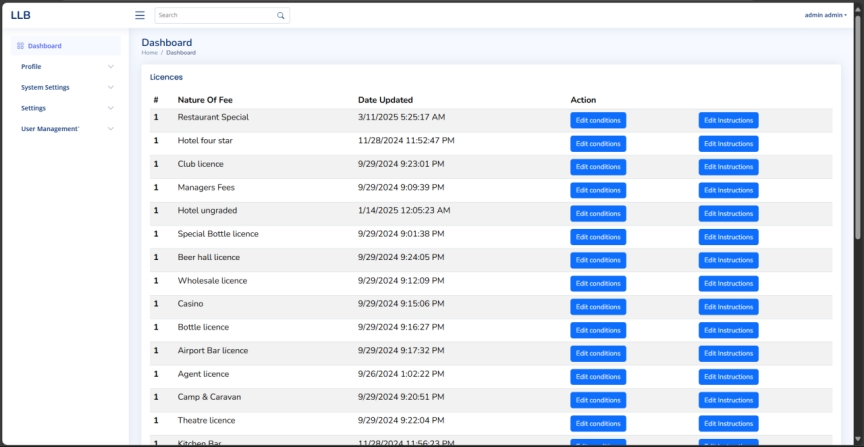 LLB
Search
admin admin
Dashboard
Profile
System Settings
Settings
User Management'
Dashboard
Home / Dashboard
Licences
# Nature Of Fee Date Updated Action
1 Restaurant Special 3/11/2025 5:25:17 AM Edit conditions Edit Instructions
1 Hotel four star 11/28/2024 11:52:47 PM Edit conditions Edit Instructions
1 Club licence 9/29/2024 9:23:01 PM Edit conditions Edit Instructions
1 Managers Fees 9/29/2024 9:09:39 PM Edit conditions Edit Instructions
1 Hotel ungraded 1/14/2025 12:05:23 AM Edit conditions Edit Instructions
1 Special Bottle licence 9/29/2024 9:01:38 PM Edit conditions Edit Instructions
1 Beer hall licence 9/29/2024 9:24:05 PM Edit conditions Edit Instructions
1 Wholesale licence 9/29/2024 9:12:09 PM Edit conditions Edit Instructions
1 Casino 9/29/2024 9:15:06 PM Edit conditions Edit Instructions
1 Bottle licence 9/29/2024 9:16:27 PM Edit conditions Edit Instructions
1 Airport Bar licence 9/29/2024 9:17:32 PM Edit conditions Edit Instructions
1 Agent licence 9/26/2024 1:02:22 PM Edit conditions Edit Instructions
1 Camp & Caravan 9/29/2024 9:20:51 PM Edit conditions Edit Instructions
1 Theatre licence 9/29/2024 9:22:04 PM Edit conditions Edit Instructions
1 Kitchen Bar 11/28/2024 11:56:23 PM